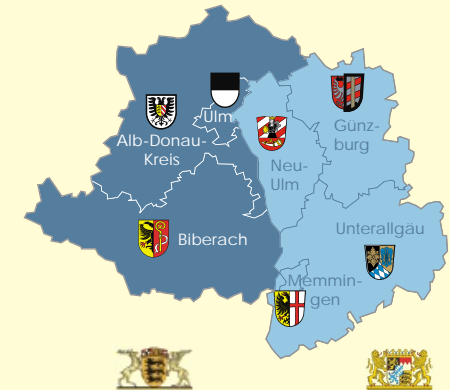 Ulm
Alb-Donau-
Kreis
Günz-
burg
Neu-
Ulm
Biberach
Unterallgäu
Memmin-
gen